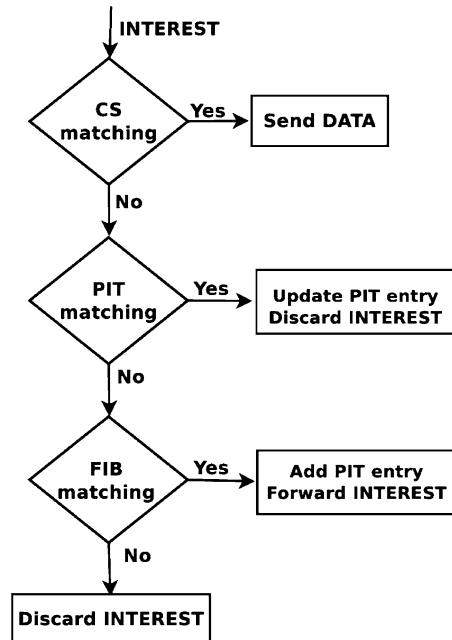 INTEREST
CS
matching
Yes
Send DATA
No
PIT
matching
Yes
Update PIT entry
Discard INTEREST
No
FIB
matching
Yes
Add PIT entry
Forward INTEREST
No
Discard INTEREST